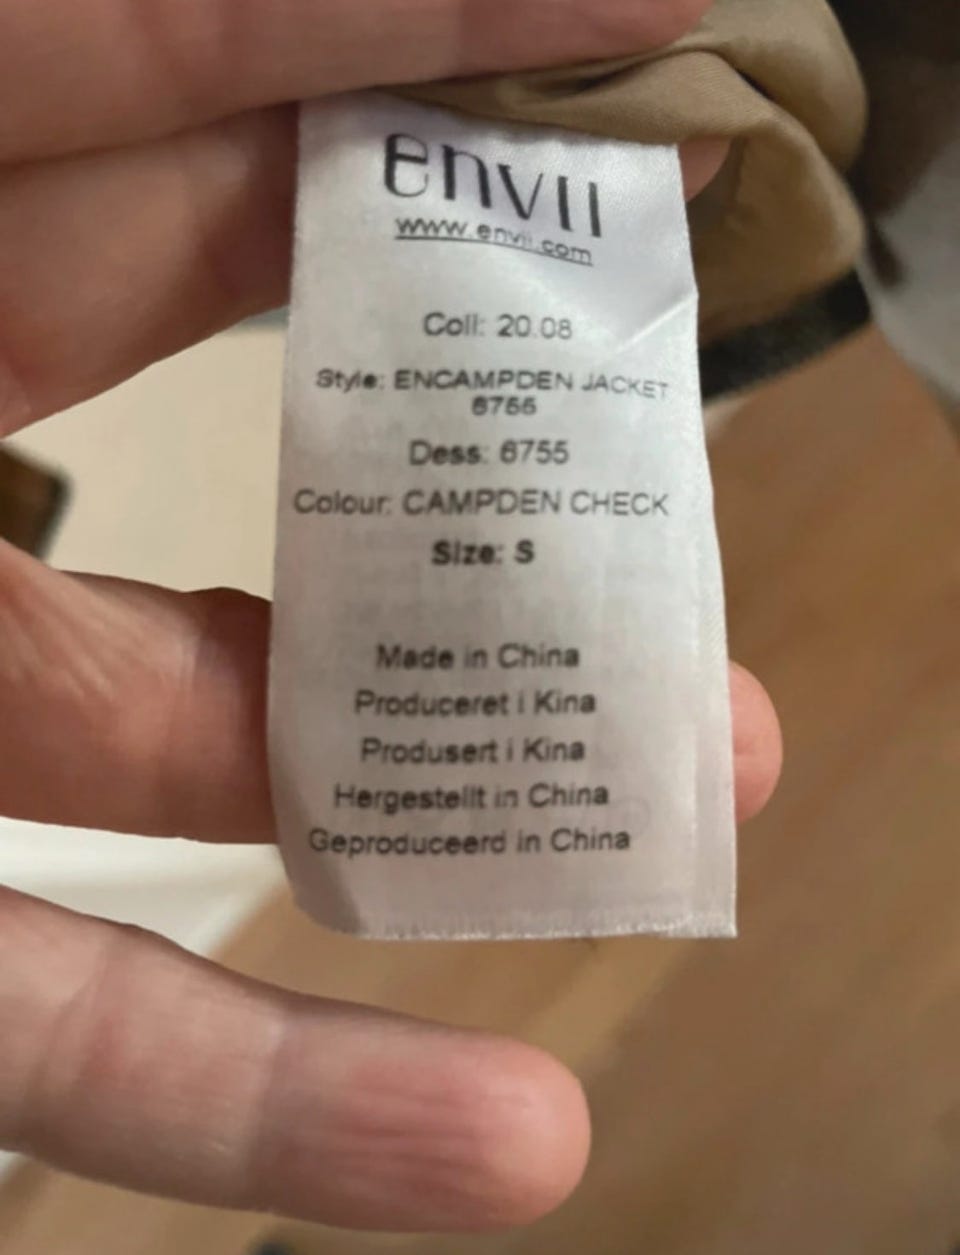 envii
www.envii.com
Coll: 20.08
Style: ENCAMPDEN JACKET
6755
Dess: 6755
Colour: CAMPDEN CHECK
Size: S
Made in China
Produceret i Kina
Produsert i Kina
Hergestellt in China
Geproduceerd in China